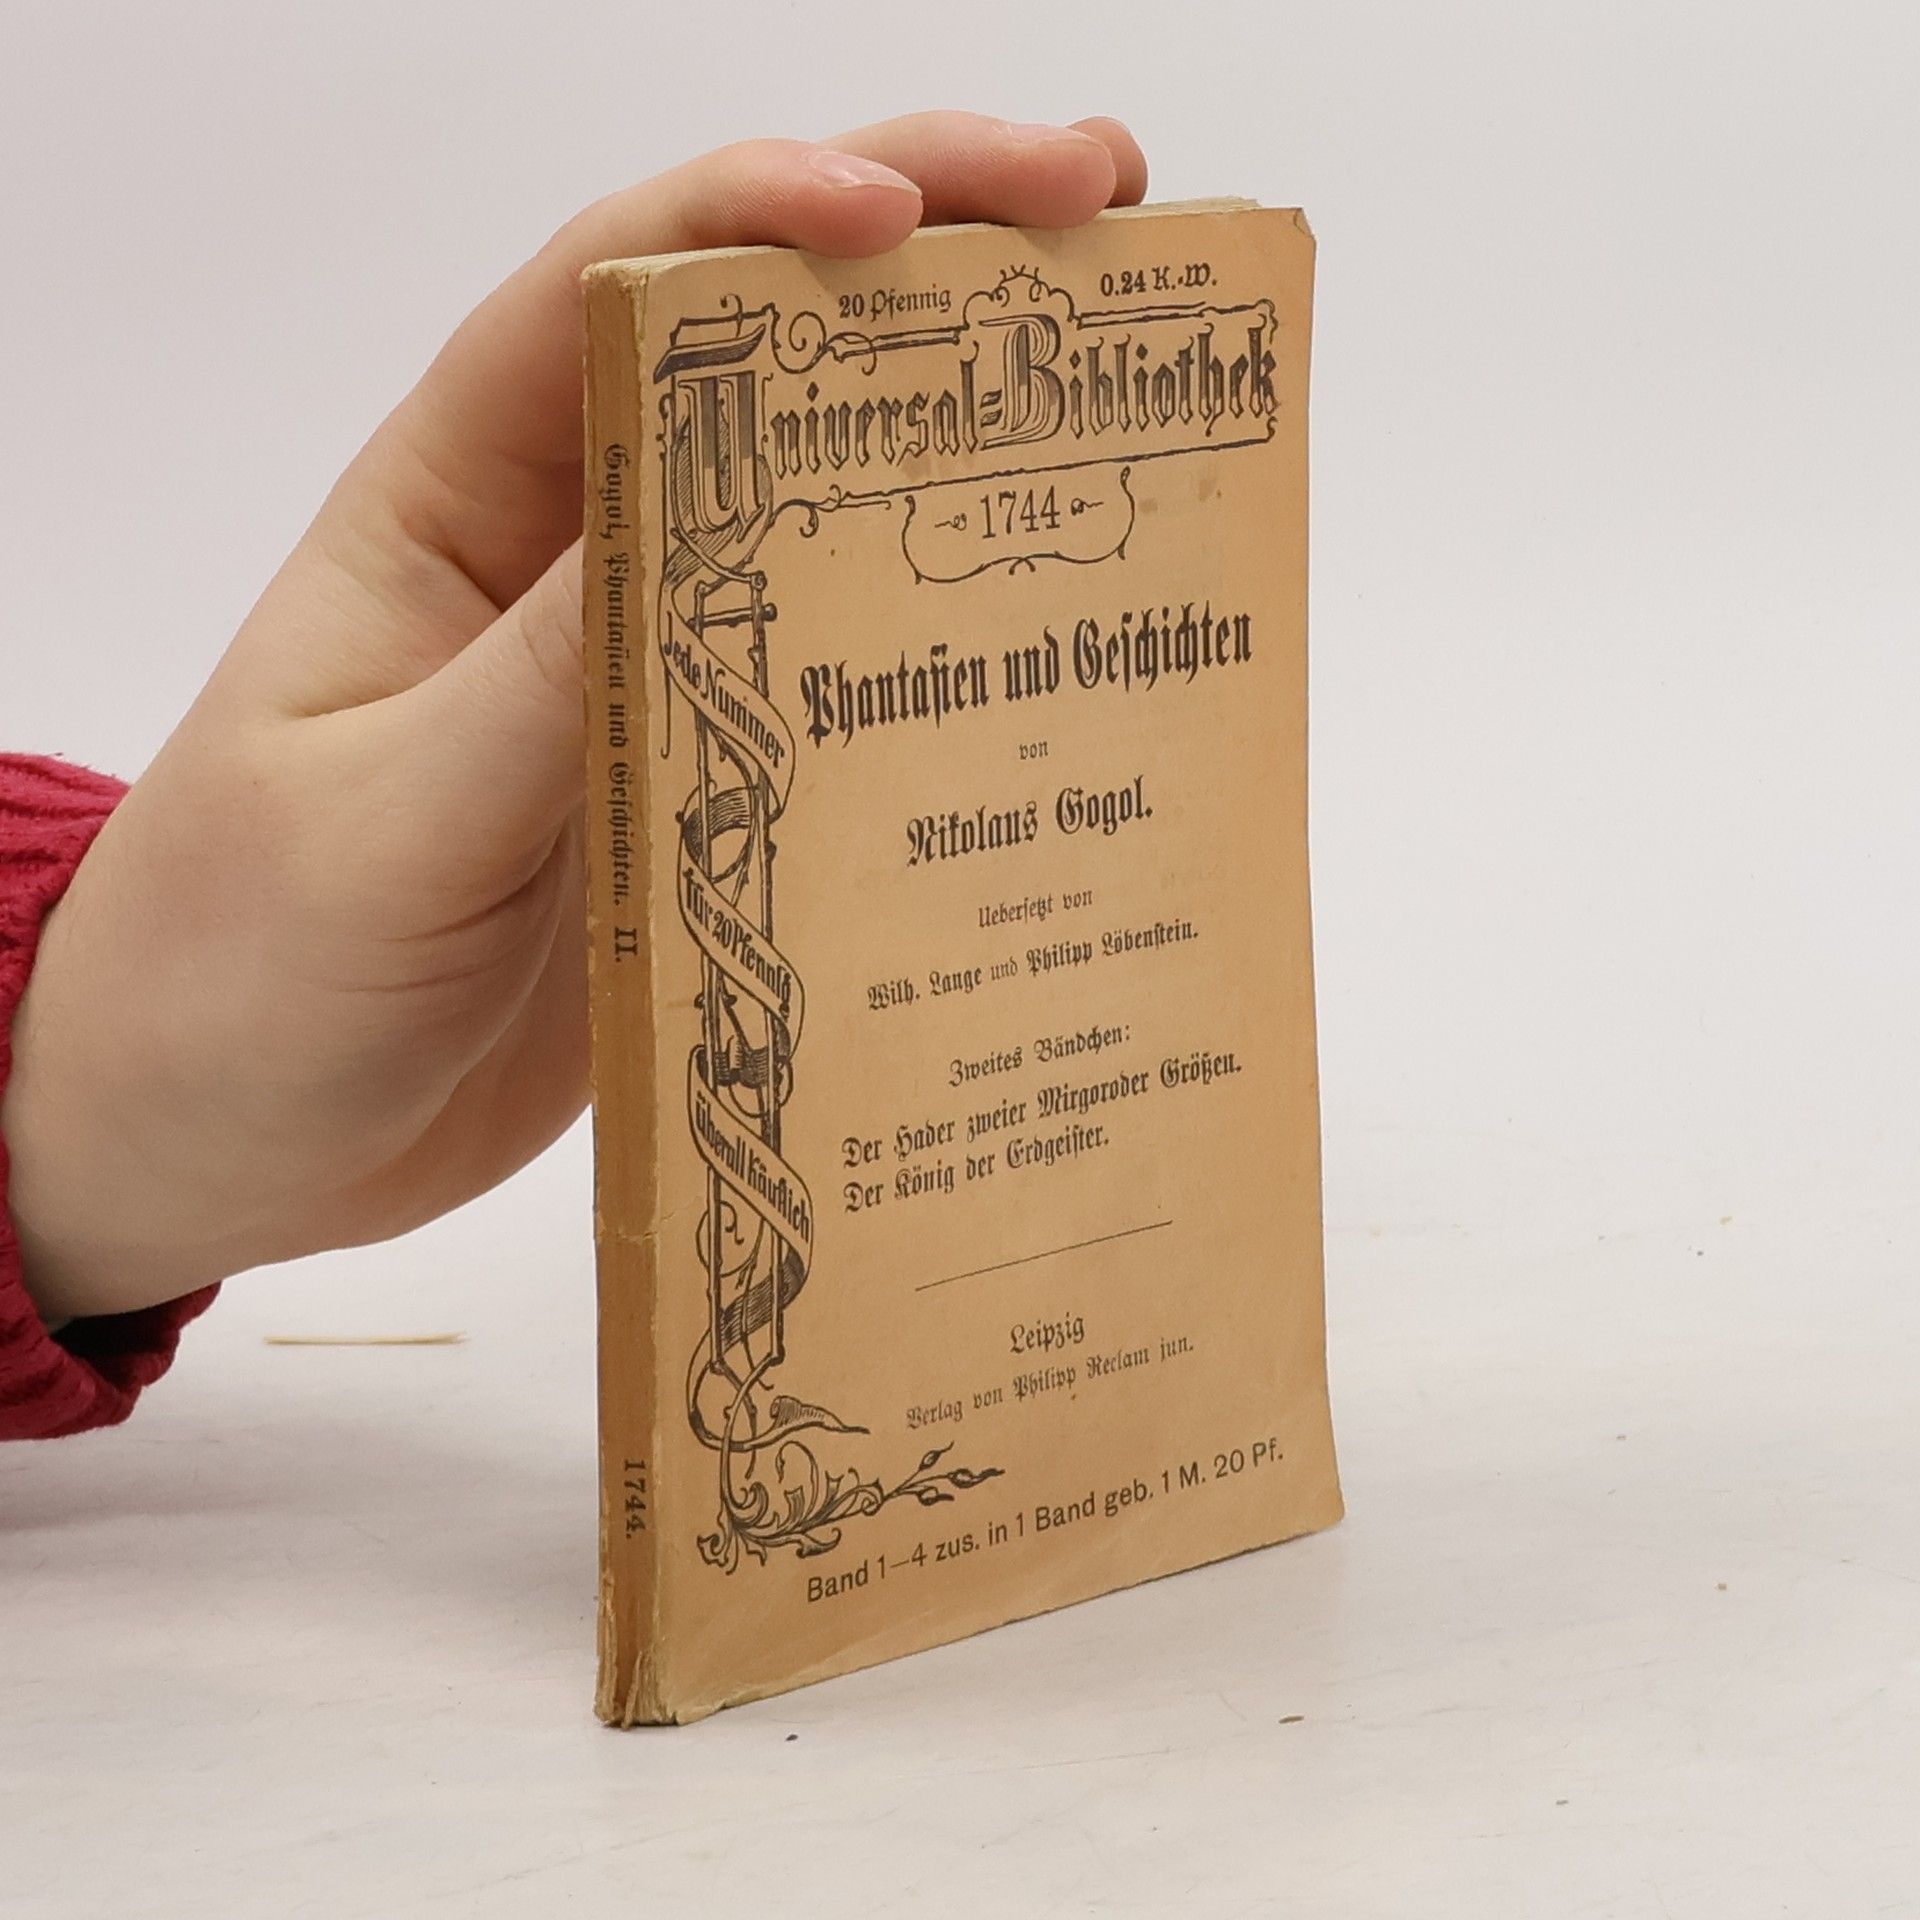 20 Pfennig
0.24 K.-W.
Universal-Bibliothek
1744
Jede Nummer
für 20 Pfennig
überall käuflich
Phantasien und Geschichten
von
Nikolaus Gogol.
Uebersetzt von
Wilh. Lange und Philipp Löbenstein.
Zweites Bändchen:
Der Hader zweier Mirgoroder Größen.
Der König der Erdgeister.
Leipzig
Verlag von Philipp Reclam jun.
Band 1–4 zus. in 1 Band geb. 1 M. 20 Pf.
Gogol, Phantasien und Geschichten. II.
1744.